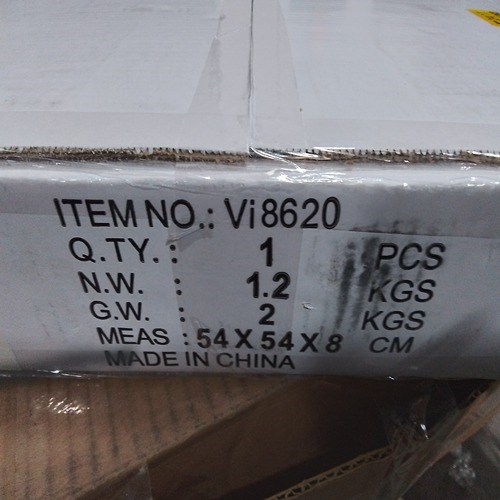 ITEM NO.: Vi8620
Q.TY. : 1 PCS
N.W. : 1.2 KGS
G.W. : 2 KGS
MEAS : 54 X 54 X 8 CM
MADE IN CHINA